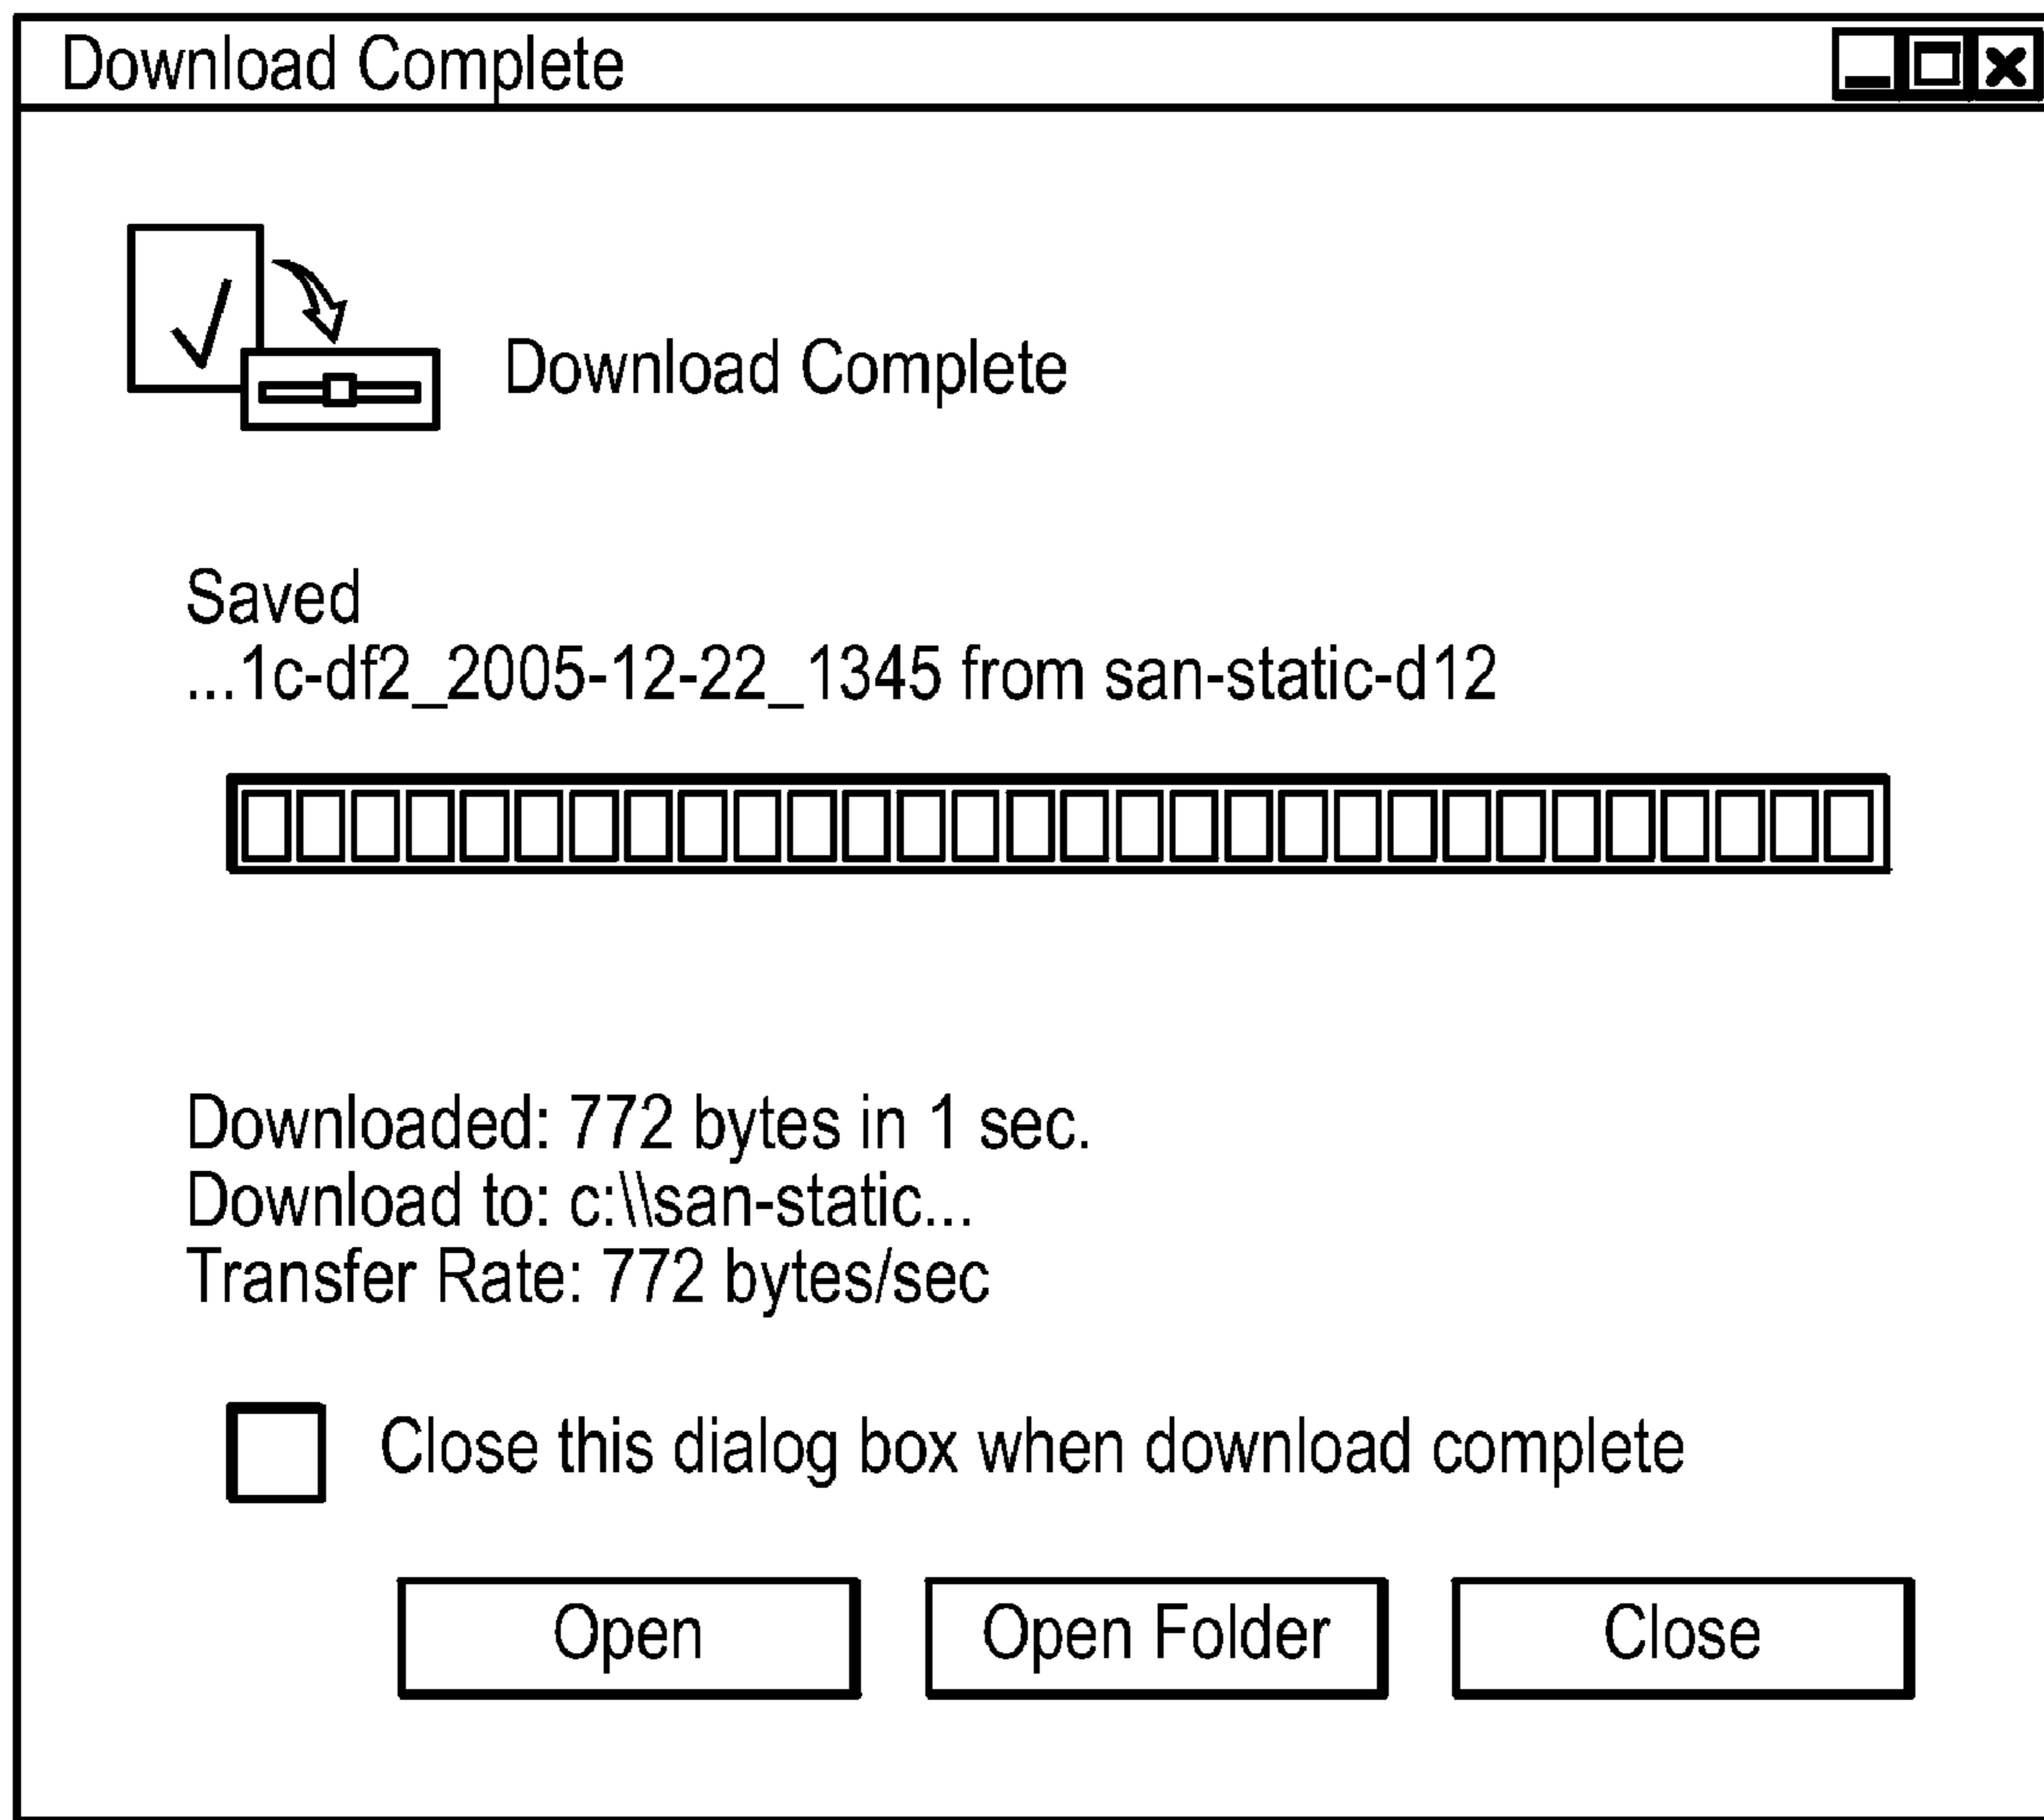 Download Complete
Download Complete
Saved
...1c-df2_2005-12-22_1345 from san-static-d12
Downloaded: 772 bytes in 1 sec.
Download to: c:\\san-static...
Transfer Rate: 772 bytes/sec
Close this dialog box when download complete
Open
Open Folder
Close